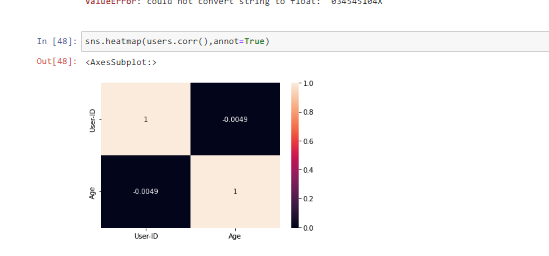 ValueError: could not convert string to float: '034545104X'
In [48]: sns.heatmap(users.corr(),annot=True)
Out[48]: <AxesSubplot:>
1.0
User-ID
1
-0.0049
0.8
0.6
0.4
Age
-0.0049
1
0.2
0.0
User-ID
Age